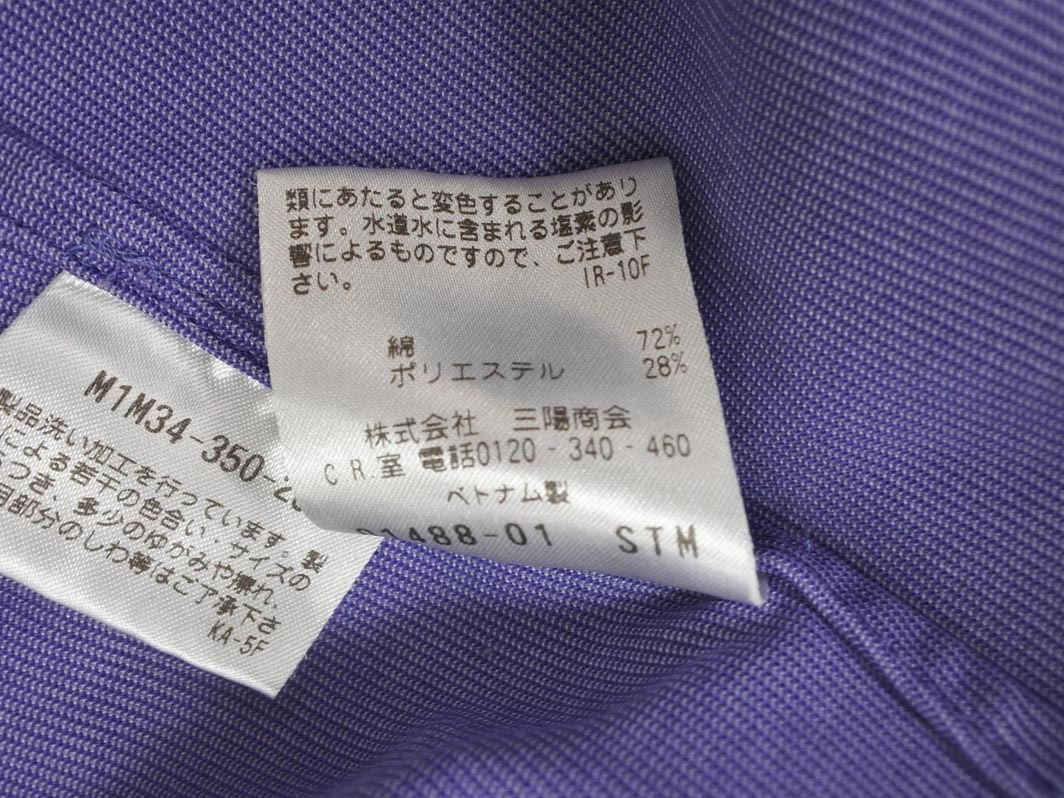 類にあたると変色することがあり
ます。水道水に含まれる塩素の影
響によるものですので、ご注意下
さい。
IR-10F
綿 72%
ポリエステル 28%
株式会社 三陽商会
C.R.室 電話0120-340-460
ベトナム製
1488-01 STM
M1M34-350-2
製品洗い加工を行っています。製
による若干の色合い・サイズの
つき、多少のゆがみや壊れ、
部分のしわ等はご了承下さ
KA-5F